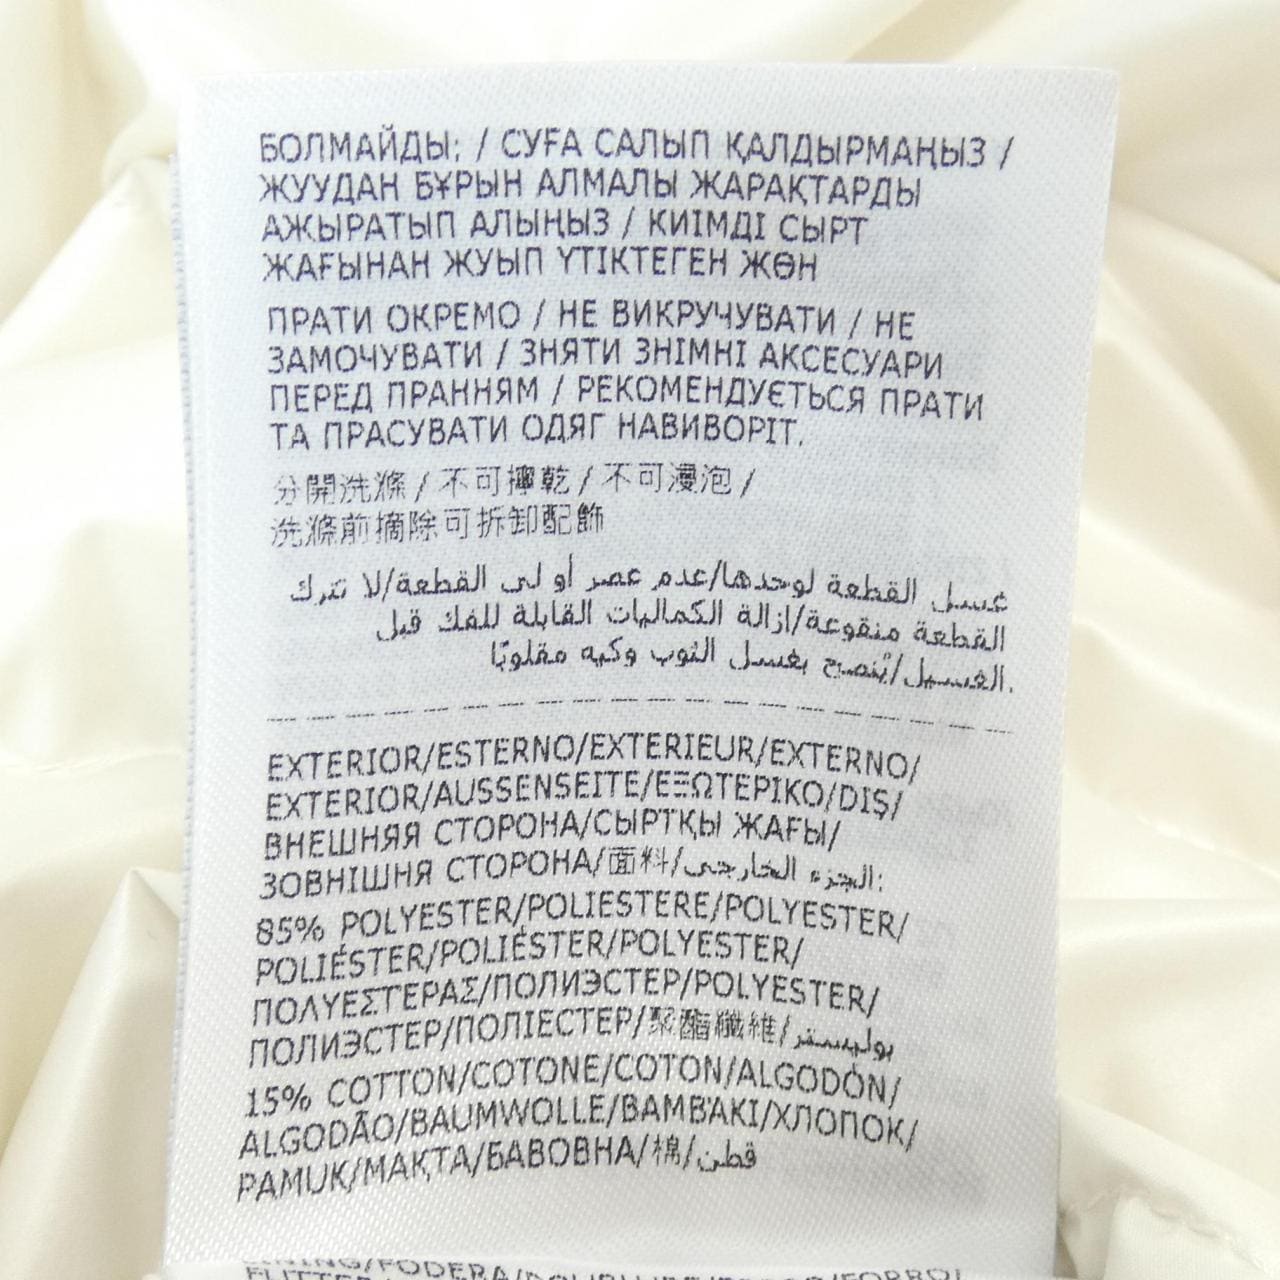 БОЛМАЙДЫ; / СУҒА САЛЫП ҚАЛДЫРМАҢЫЗ /
ЖУУДАН БҰРЫН АЛМАЛЫ ЖАРАҚТАРДЫ
АЖЫРАТЫП АЛЫҢЫЗ / КИІМДІ СЫРТ
ЖАҒЫНАН ЖУЫП ҮТІКТЕГЕН ЖӨН
ПРАТИ ОКРЕМО / НЕ ВИКРУЧУВАТИ / НЕ
ЗАМОЧУВАТИ / ЗНЯТИ ЗНІМНІ АКСЕСУАРИ
ПЕРЕД ПРАННЯМ / РЕКОМЕНДУЄТЬСЯ ПРАТИ
ТА ПРАСУВАТИ ОДЯГ НАВИВОРІТ.
分開洗滌 / 不可擰乾 / 不可浸泡 /
洗滌前摘除可拆卸配飾
غسل القطعة لوحدها/عدم عصر أو لى القطعة/لا تترك
القطعة منقوعة/ازالة الكماليات القابلة للفك قبل
الغسيل/يُنصح بغسل الثوب وكيه مقلوبًا.
EXTERIOR/ESTERNO/EXTERIEUR/EXTERNO/
EXTERIOR/AUSSENSEITE/ΕΞΩΤΕΡΙΚΟ/DIŞ/
ВНЕШНЯЯ СТОРОНА/СЫРТҚЫ ЖАҒЫ/
ЗОВНІШНЯ СТОРОНА/面料/الجزء الخارجى:
85% POLYESTER/POLIESTERE/POLYESTER/
POLIÉSTER/POLIÉSTER/POLYESTER/
ΠΟΛΥΕΣΤΕΡΑΣ/ПОЛИЭСТЕР/POLYESTER/
ПОЛИЭСТЕР/ПОЛІЕСТЕР/聚酯纖維/بوليستر
15% COTTON/COTONE/COTON/ALGODÓN/
ALGODÃO/BAUMWOLLE/ΒΑΜΒΆΚΙ/ХЛОПОК/
PAMUK/МАҚТА/БАВОВНА/棉/قطن